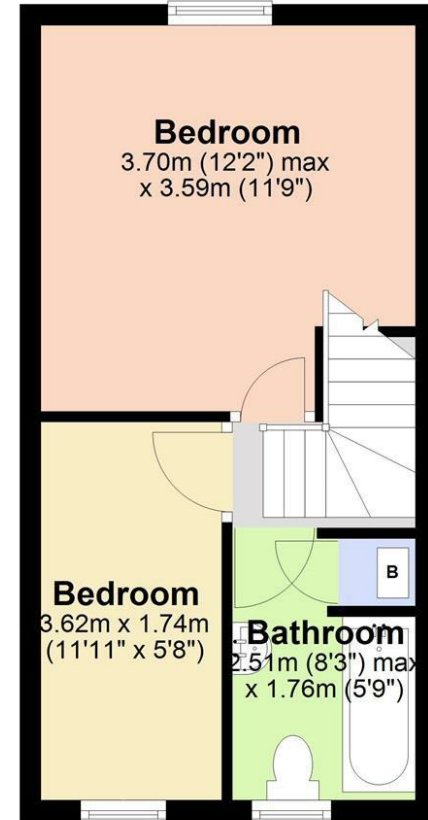 Bedroom
3.70m (12'2") max
x 3.59m (11'9")
B
Bedroom
3.62m x 1.74m
(11'11" x 5'8")
Bathroom
2.51m (8'3") max
x 1.76m (5'9")